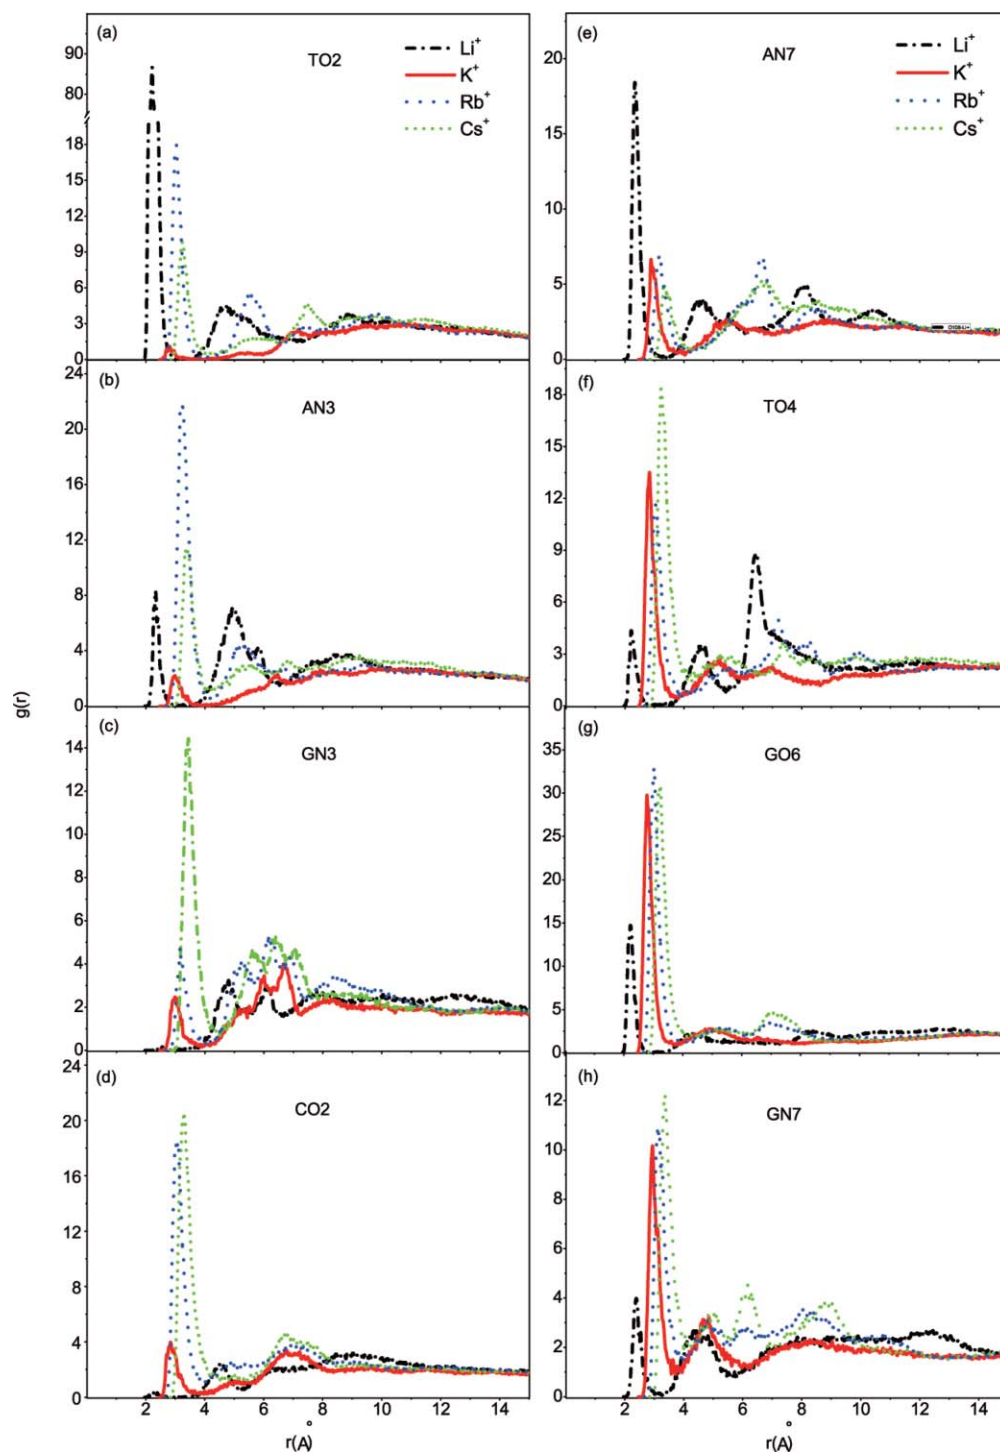 (a)
TO2
Li+
K+
Rb+
Cs+
90
80
18
15
12
9
6
3
0
(b)
AN3
24
20
16
12
8
4
0
(c)
GN3
14
12
10
8
6
4
2
0
(d)
CO2
24
20
16
12
8
4
0
2 4 6 8 10 12 14
r(Å)
g(r)
(e)
AN7
Li+
K+
Rb+
Cs+
20
15
10
5
0
(f)
TO4
18
15
12
9
6
3
0
(g)
GO6
35
30
25
20
15
10
5
0
(h)
GN7
12
10
8
6
4
2
0
2 4 6 8 10 12 14
r(Å)